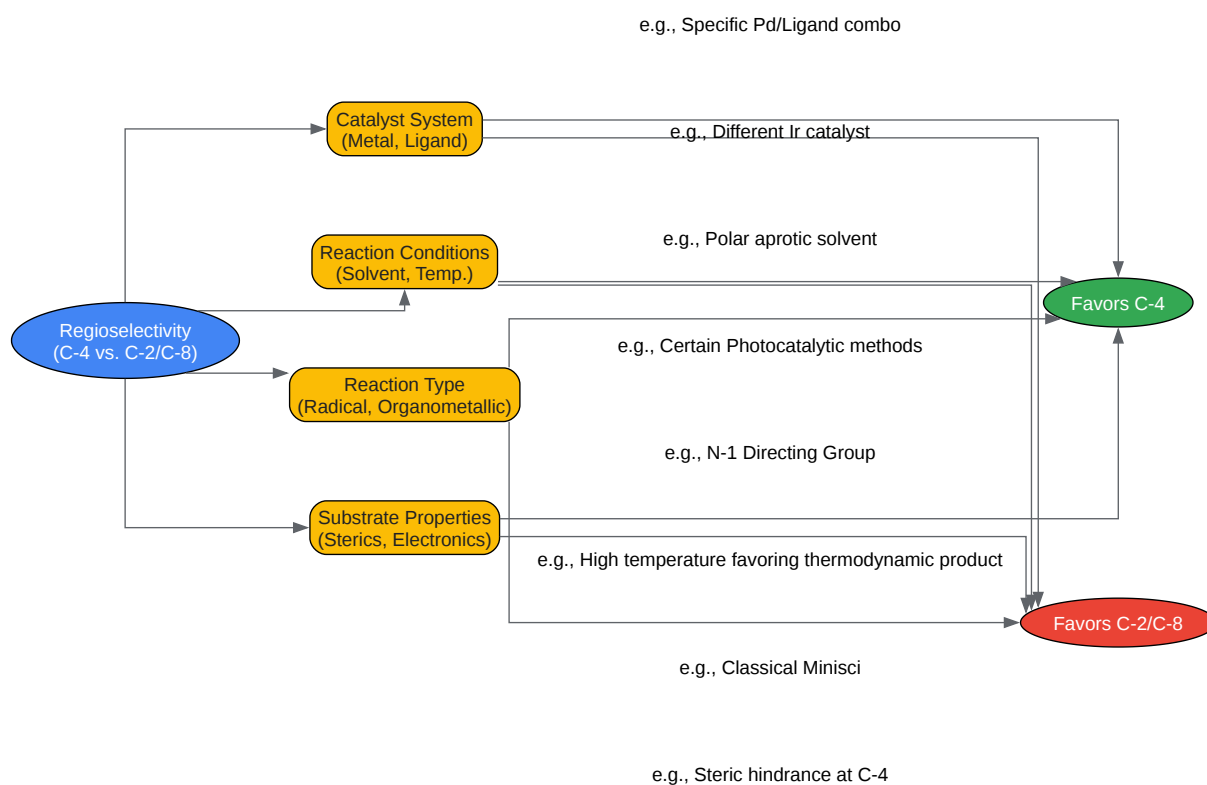 e.g., Specific Pd/Ligand combo
Catalyst System
(Metal, Ligand)
e.g., Different Ir catalyst
Reaction Conditions
(Solvent, Temp.)
e.g., Polar aprotic solvent
Favors C-4
Regioselectivity
(C-4 vs. C-2/C-8)
e.g., Certain Photocatalytic methods
Reaction Type
(Radical, Organometallic)
e.g., N-1 Directing Group
Substrate Properties
(Sterics, Electronics)
e.g., High temperature favoring thermodynamic product
Favors C-2/C-8
e.g., Classical Minisci
e.g., Steric hindrance at C-4